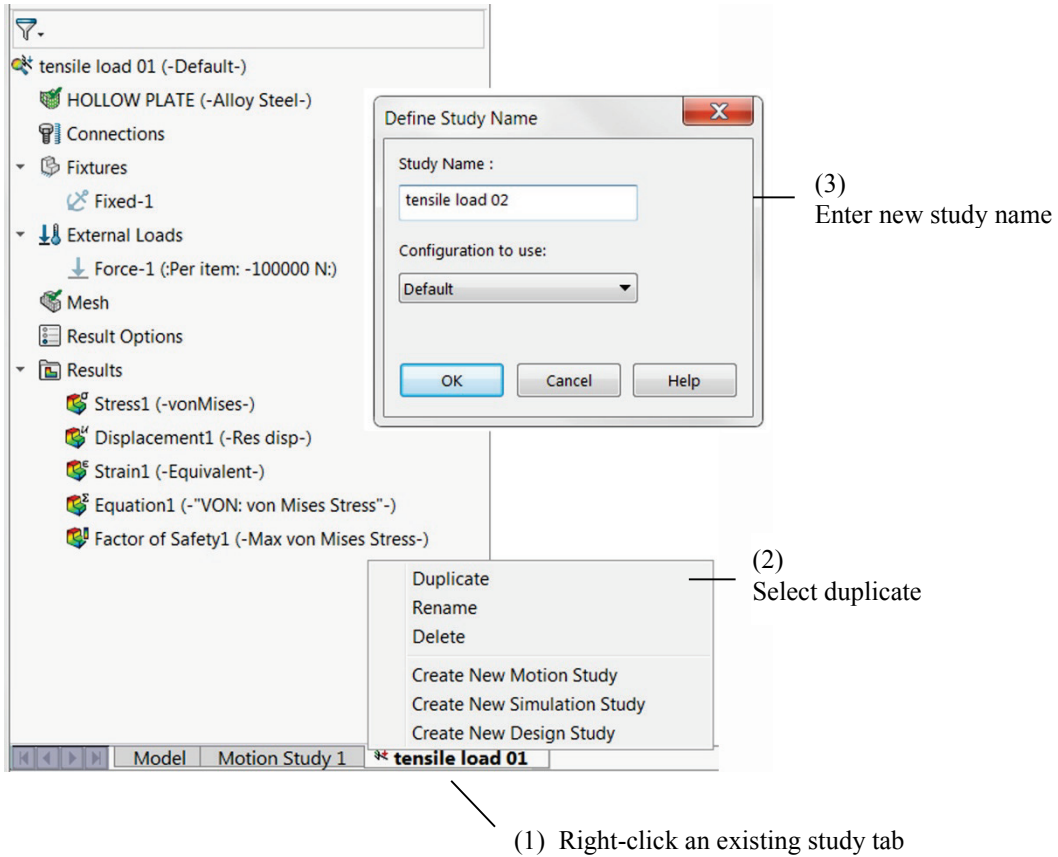 tensile load 01 (-Default-)
HOLLOW PLATE (-Alloy Steel-)
Connections
Fixtures
Fixed-1
External Loads
Force-1 (:Per item: -100000 N:)
Mesh
Result Options
Results
Stress1 (-vonMises-)
Displacement1 (-Res disp-)
Strain1 (-Equivalent-)
Equation1 (-"VON: von Mises Stress"-)
Factor of Safety1 (-Max von Mises Stress-)
Define Study Name
Study Name :
tensile load 02
Configuration to use:
Default
OK Cancel Help
(3)
Enter new study name
Duplicate
Rename
Delete
Create New Motion Study
Create New Simulation Study
Create New Design Study
(2)
Select duplicate
Model Motion Study 1 tensile load 01
(1) Right-click an existing study tab